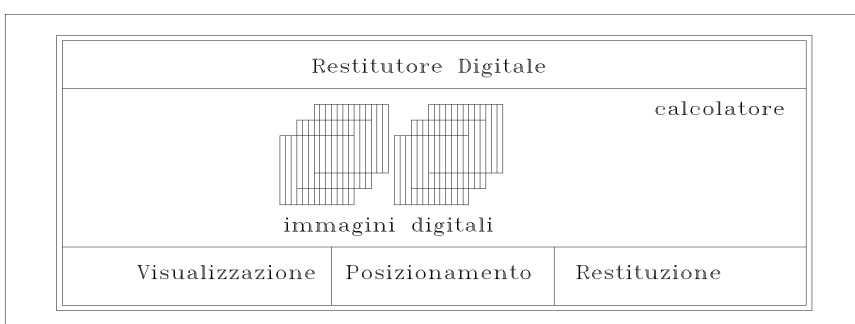 Restitutore Digitale
calcolatore
immagini digitali
Visualizzazione Posizionamento Restituzione